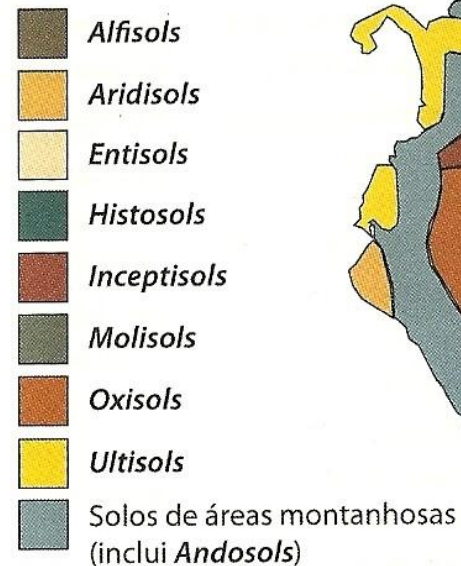 Alfisols
Aridisols
Entisols
Histosols
Inceptisols
Molisols
Oxisols
Ultisols
Solos de áreas montanhosas
(inclui Andosols)